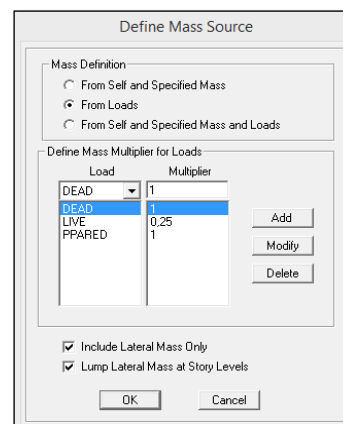 Define Mass Source
Mass Definition
From Self and Specified Mass
From Loads
From Self and Specified Mass and Loads
Define Mass Multiplier for Loads
Load Multiplier
DEAD 1
DEAD 1
LIVE 0,25
PPARED 1
Add
Modify
Delete
Include Lateral Mass Only
Lump Lateral Mass at Story Levels
OK Cancel